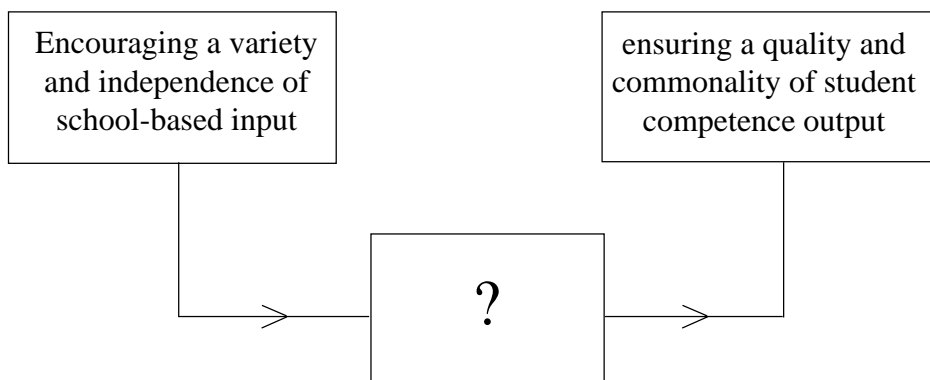 Encouraging a variety
and independence of
school-based input
ensuring a quality and
commonality of student
competence output
?